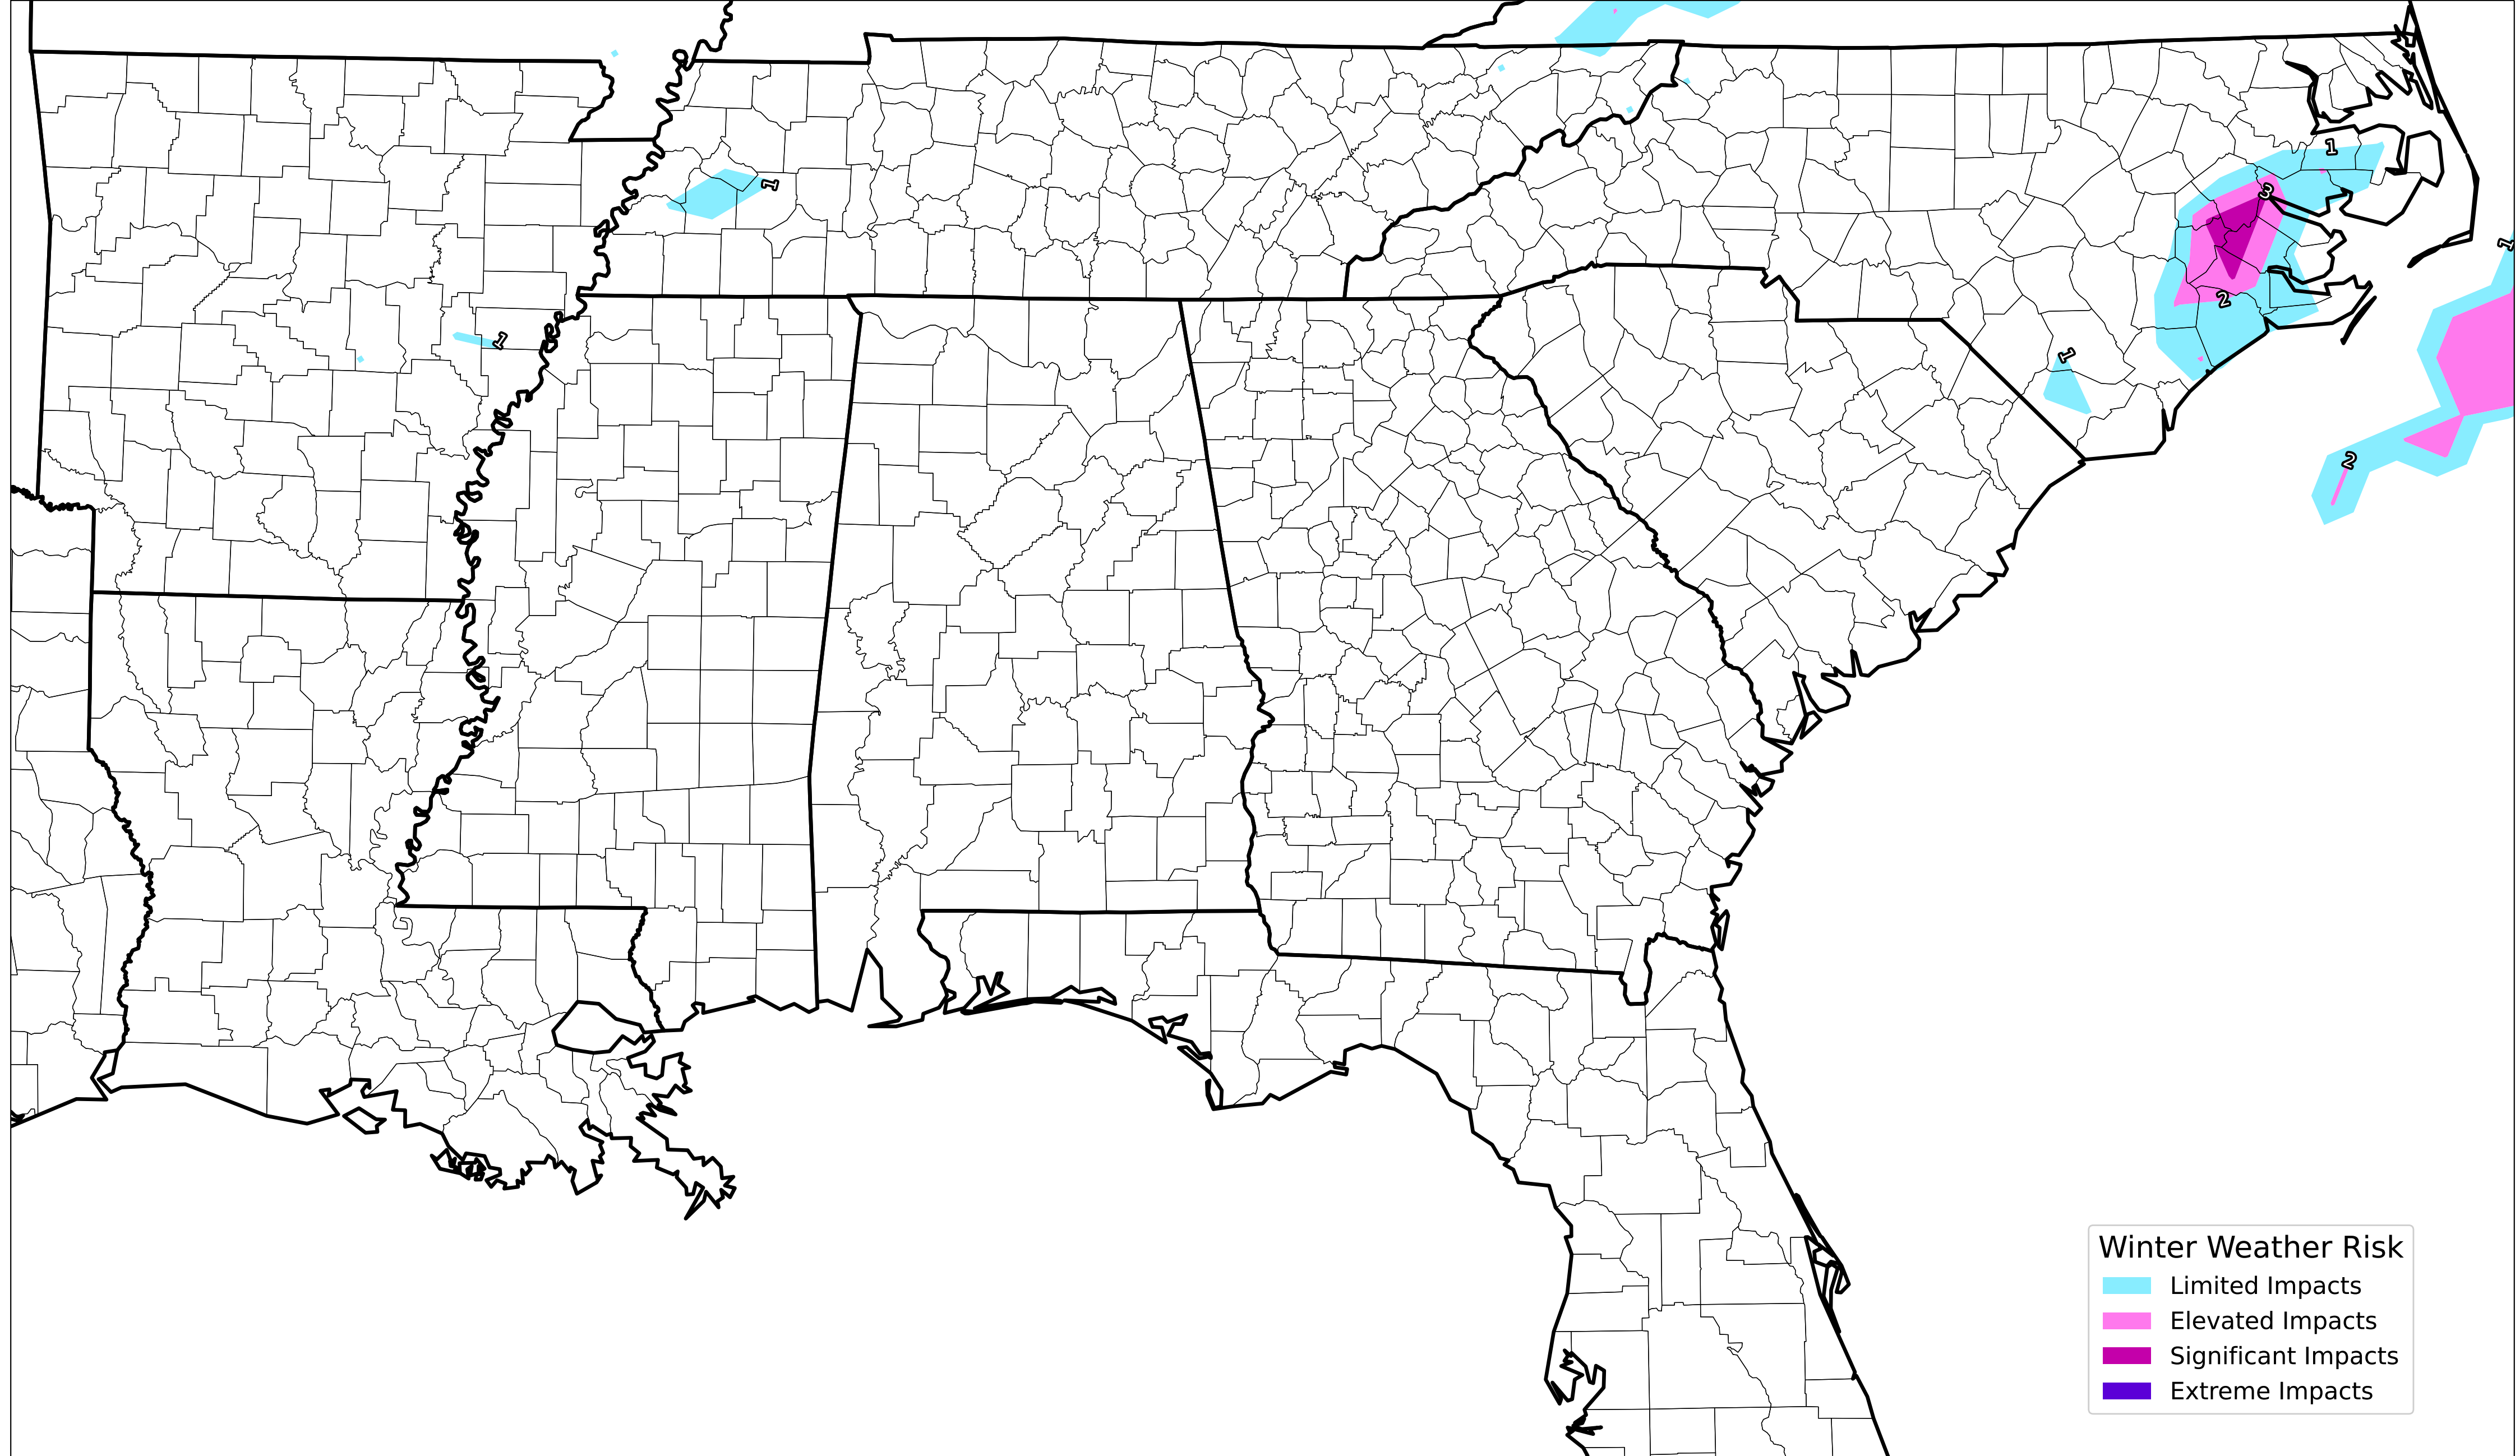 1
3
1
1
2
1
1
2
Winter Weather Risk
Limited Impacts
Elevated Impacts
Significant Impacts
Extreme Impacts